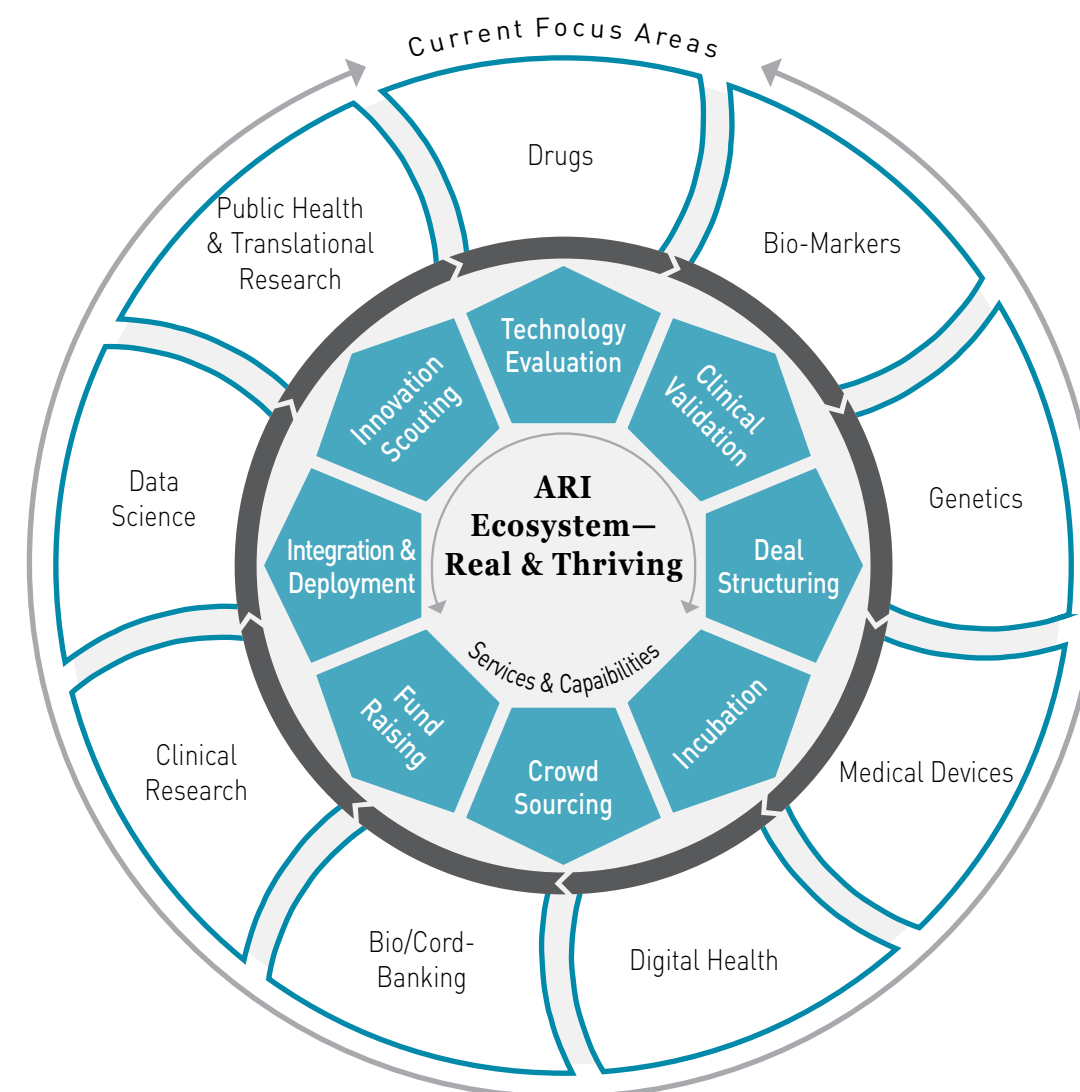 Current Focus Areas
Drugs
Bio-Markers
Genetics
Medical Devices
Digital Health
Bio/Cord-
Banking
Clinical
Research
Data
Science
Public Health
& Translational
Research
Technology
Evaluation
Clinical
Validation
Deal
Structuring
Incubation
Crowd
Sourcing
Fund
Raising
Integration &
Deployment
Innovation
Scouting
ARI
Ecosystem—
Real & Thriving
Services & Capaibilities